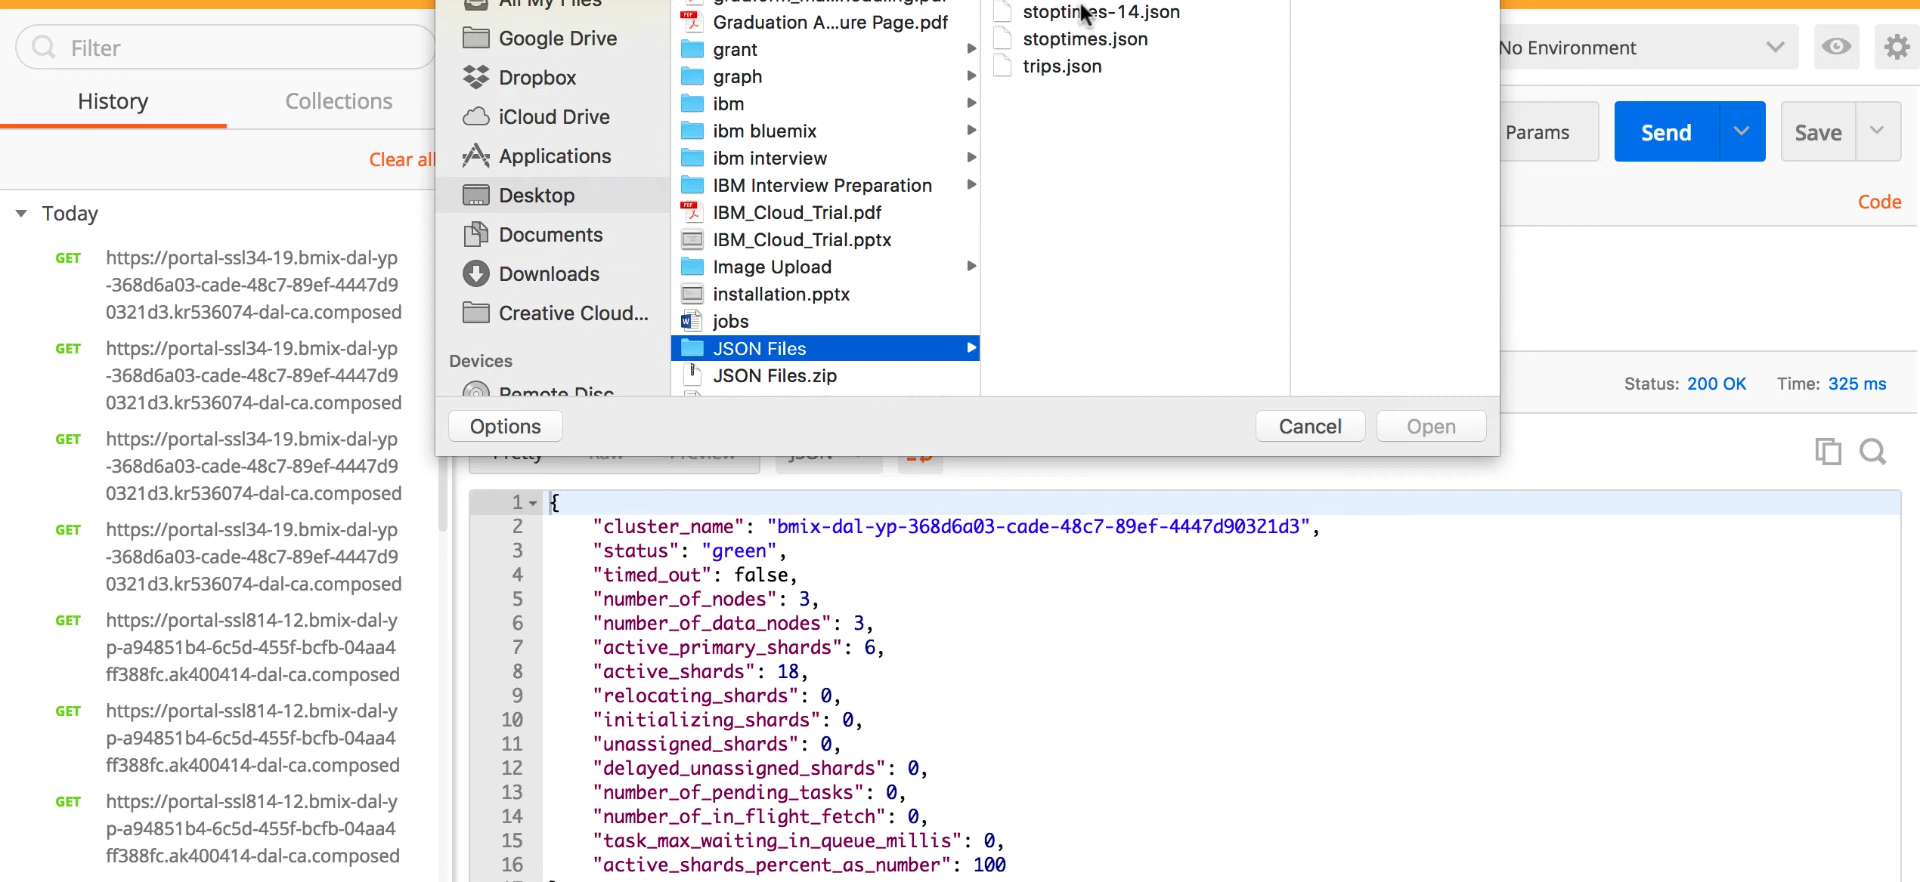 Filter
History
Collections
Clear all
Today
GET
https://portal-ssl34-19.bmix-dal-yp
-368d6a03-cade-48c7-89ef-4447d9
0321d3.kr536074-dal-ca.composed
GET
https://portal-ssl34-19.bmix-dal-yp
-368d6a03-cade-48c7-89ef-4447d9
0321d3.kr536074-dal-ca.composed
GET
https://portal-ssl34-19.bmix-dal-yp
-368d6a03-cade-48c7-89ef-4447d9
0321d3.kr536074-dal-ca.composed
GET
https://portal-ssl34-19.bmix-dal-yp
-368d6a03-cade-48c7-89ef-4447d9
0321d3.kr536074-dal-ca.composed
GET
https://portal-ssl814-12.bmix-dal-y
p-a94851b4-6c5d-455f-bcfb-04aa4
ff388fc.ak400414-dal-ca.composed
GET
https://portal-ssl814-12.bmix-dal-y
p-a94851b4-6c5d-455f-bcfb-04aa4
ff388fc.ak400414-dal-ca.composed
GET
https://portal-ssl814-12.bmix-dal-y
p-a94851b4-6c5d-455f-bcfb-04aa4
ff388fc.ak400414-dal-ca.composed
All My Files
Google Drive
Dropbox
iCloud Drive
Applications
Desktop
Documents
Downloads
Creative Cloud...
Devices
Remote Disc
Graduation A...ure Page.pdf
grant
graph
ibm
ibm bluemix
ibm interview
IBM Interview Preparation
IBM_Cloud_Trial.pdf
IBM_Cloud_Trial.pptx
Image Upload
installation.pptx
jobs
JSON Files
JSON Files.zip
stoptimes-14.json
stoptimes.json
trips.json
Options
Cancel
Open
No Environment
Params
Send
Save
Code
Status: 200 OK
Time: 325 ms
Pretty
Raw
Preview
JSON
1 {
2 "cluster_name": "bmix-dal-yp-368d6a03-cade-48c7-89ef-4447d90321d3",
3 "status": "green",
4 "timed_out": false,
5 "number_of_nodes": 3,
6 "number_of_data_nodes": 3,
7 "active_primary_shards": 6,
8 "active_shards": 18,
9 "relocating_shards": 0,
10 "initializing_shards": 0,
11 "unassigned_shards": 0,
12 "delayed_unassigned_shards": 0,
13 "number_of_pending_tasks": 0,
14 "number_of_in_flight_fetch": 0,
15 "task_max_waiting_in_queue_millis": 0,
16 "active_shards_percent_as_number": 100